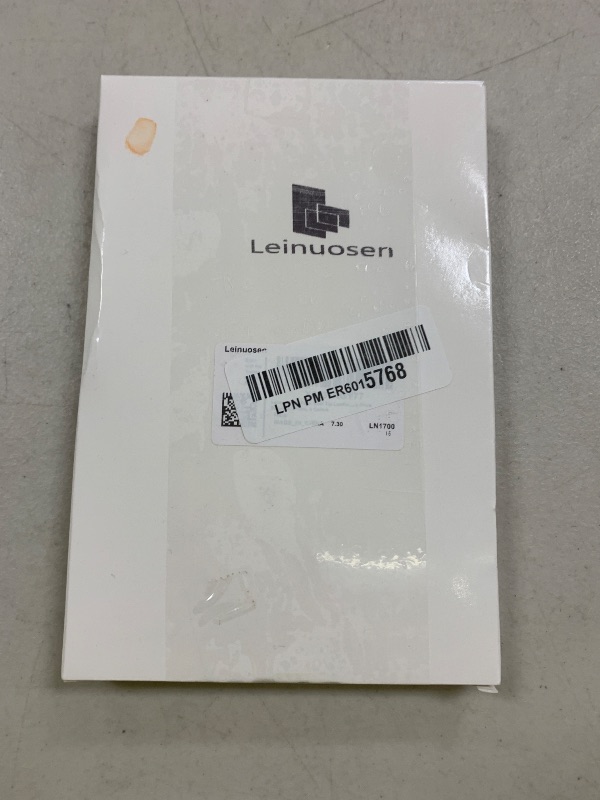 Leinuosen
Leinuosen
LPN PM ER6015768
7.30 LN1700